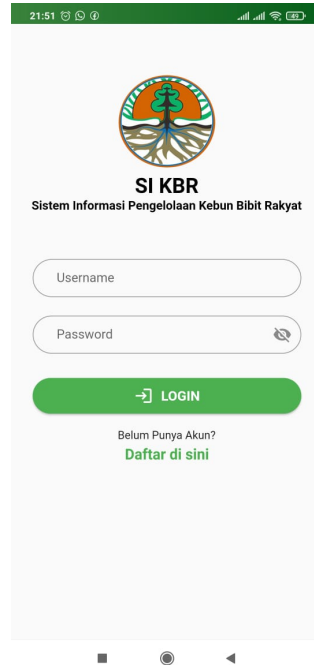 21:51
49
SI KBR
Sistem Informasi Pengelolaan Kebun Bibit Rakyat
Username
Password
LOGIN
Belum Punya Akun?
Daftar di sini